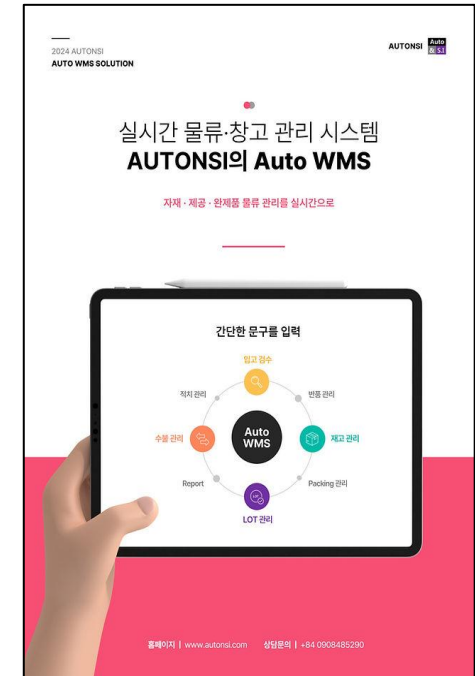 2024 AUTONSI
AUTO WMS SOLUTION
AUTONSI Auto & S.I
실시간 물류·창고 관리 시스템
AUTONSI의 Auto WMS
자재 · 제공 · 완제품 물류 관리를 실시간으로
간단한 문구를 입력
입고 검수
적치 관리
반품 관리
수불 관리
Auto
WMS
재고 관리
Report
Packing 관리
LOT
LOT 관리
홈페이지 | www.autonsi.com 상담문의 | +84 0908485290